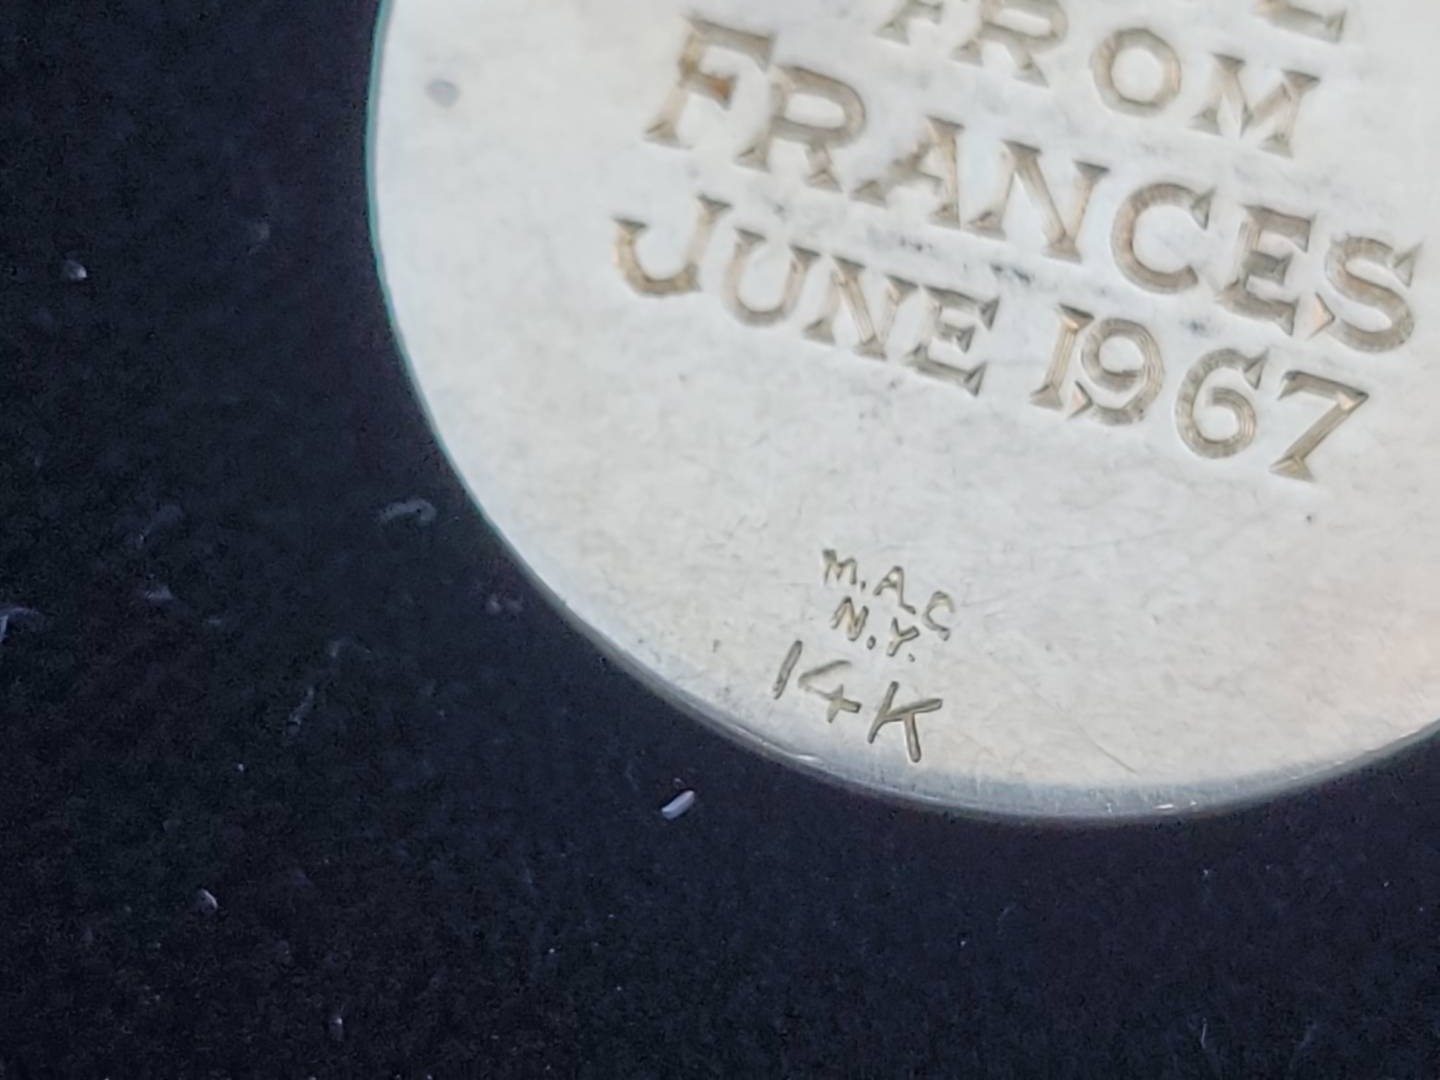 FROM
FRANCES
JUNE 1967
M.A.C
N.Y.
14K